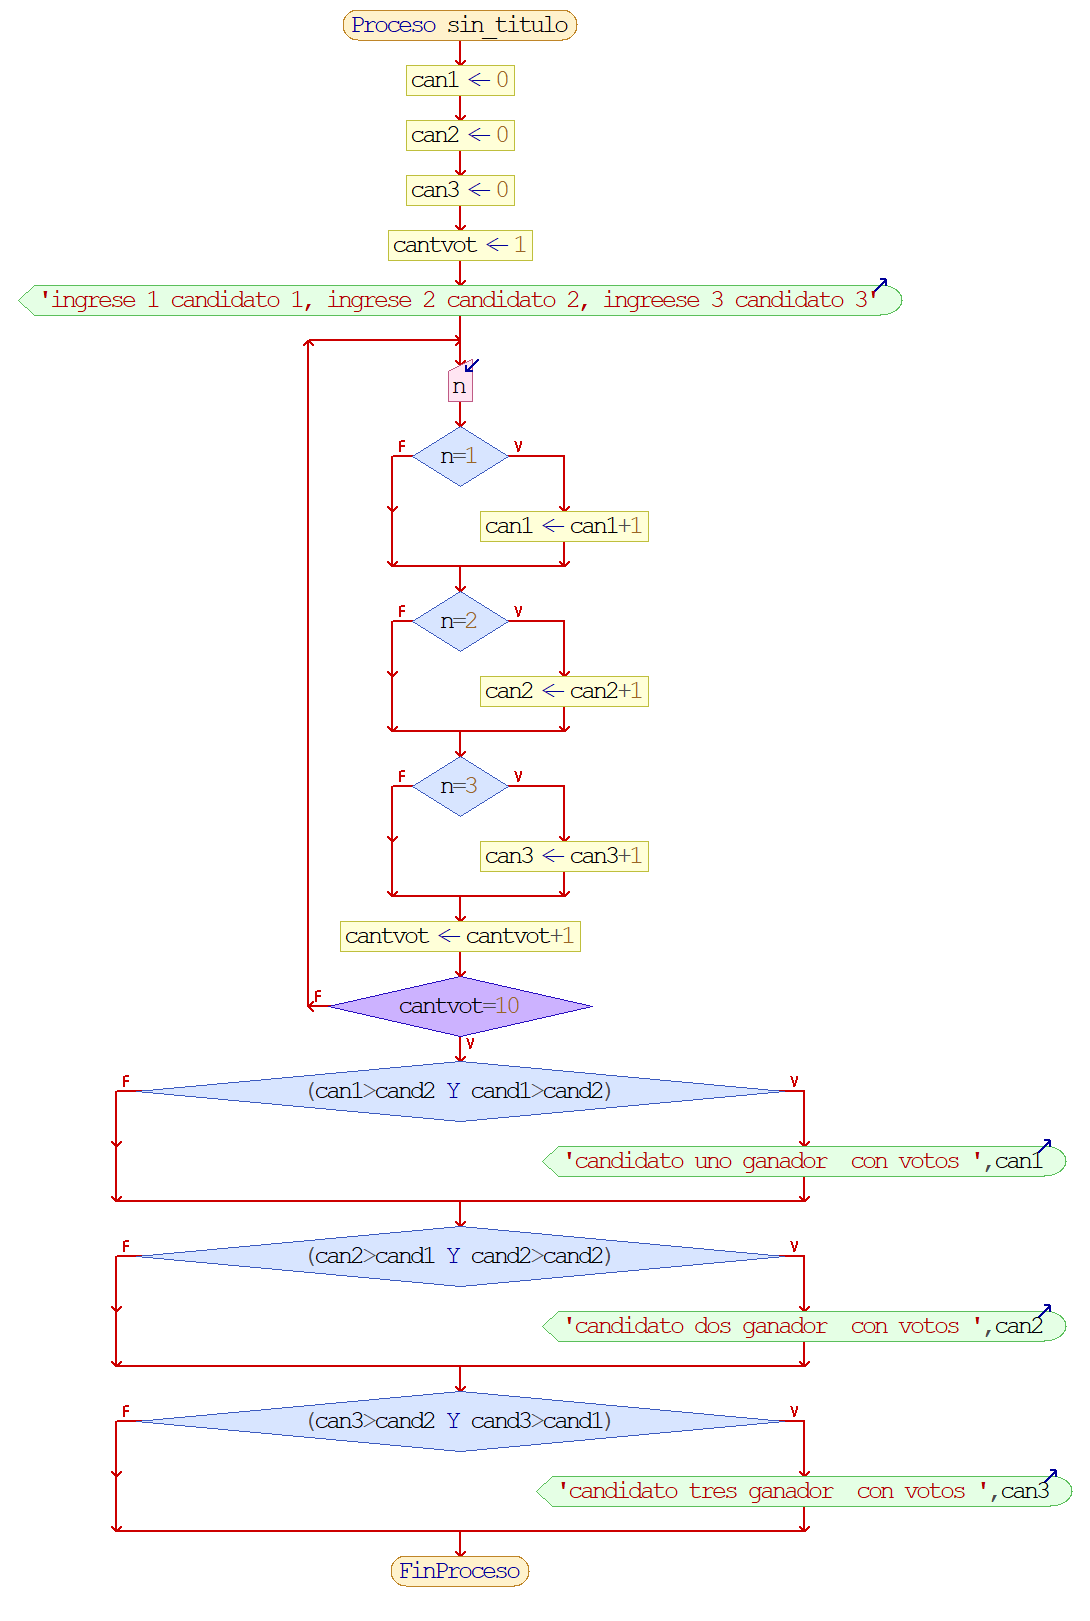 Proceso sin_titulo
can1 ← 0
can2 ← 0
can3 ← 0
cantvot ← 1
'ingrese 1 candidato 1, ingrese 2 candidato 2, ingreese 3 candidato 3'
n
F n=1 V
can1 ← can1+1
F n=2 V
can2 ← can2+1
F n=3 V
can3 ← can3+1
cantvot ← cantvot+1
F cantvot=10
V
F (can1>cand2 Y cand1>cand2) V
'candidato uno ganador  con votos ',can1
F (can2>cand1 Y cand2>cand2) V
'candidato dos ganador  con votos ',can2
F (can3>cand2 Y cand3>cand1) V
'candidato tres ganador  con votos ',can3
FinProceso